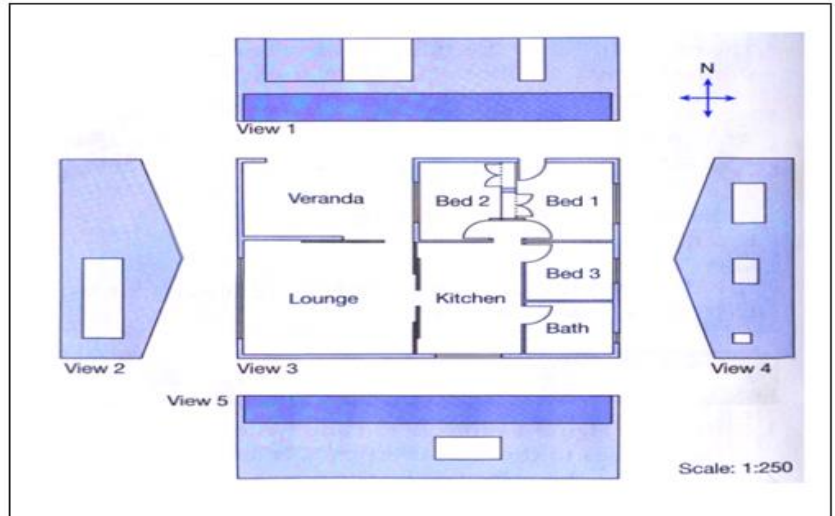 N
View 1
Veranda
Bed 2
Bed 1
Bed 3
Lounge
Kitchen
Bath
View 2
View 3
View 4
View 5
Scale: 1:250